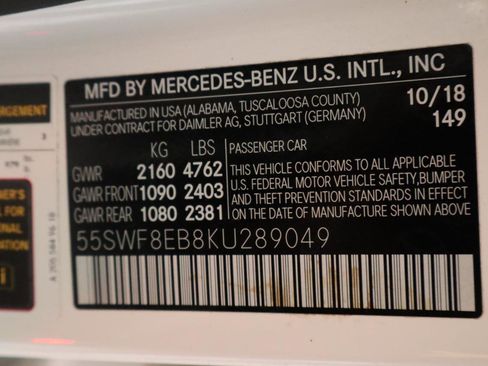 MFD BY MERCEDES-BENZ U.S. INTL., INC
MANUFACTURED IN USA (ALABAMA, TUSCALOOSA COUNTY) 10/18
UNDER CONTRACT FOR DAIMLER AG, STUTTGART (GERMANY) 149
KG LBS PASSENGER CAR
GVWR 2160 4762
GAWR FRONT 1090 2403
GAWR REAR 1080 2381
THIS VEHICLE CONFORMS TO ALL APPLICABLE
U.S. FEDERAL MOTOR VEHICLE SAFETY,BUMPER
AND THEFT PREVENTION STANDARDS IN EFFECT
ON THE DATE OF MANUFACTURE SHOWN ABOVE
55SWF8EB8KU289049
ARGEMENT
3
FOR